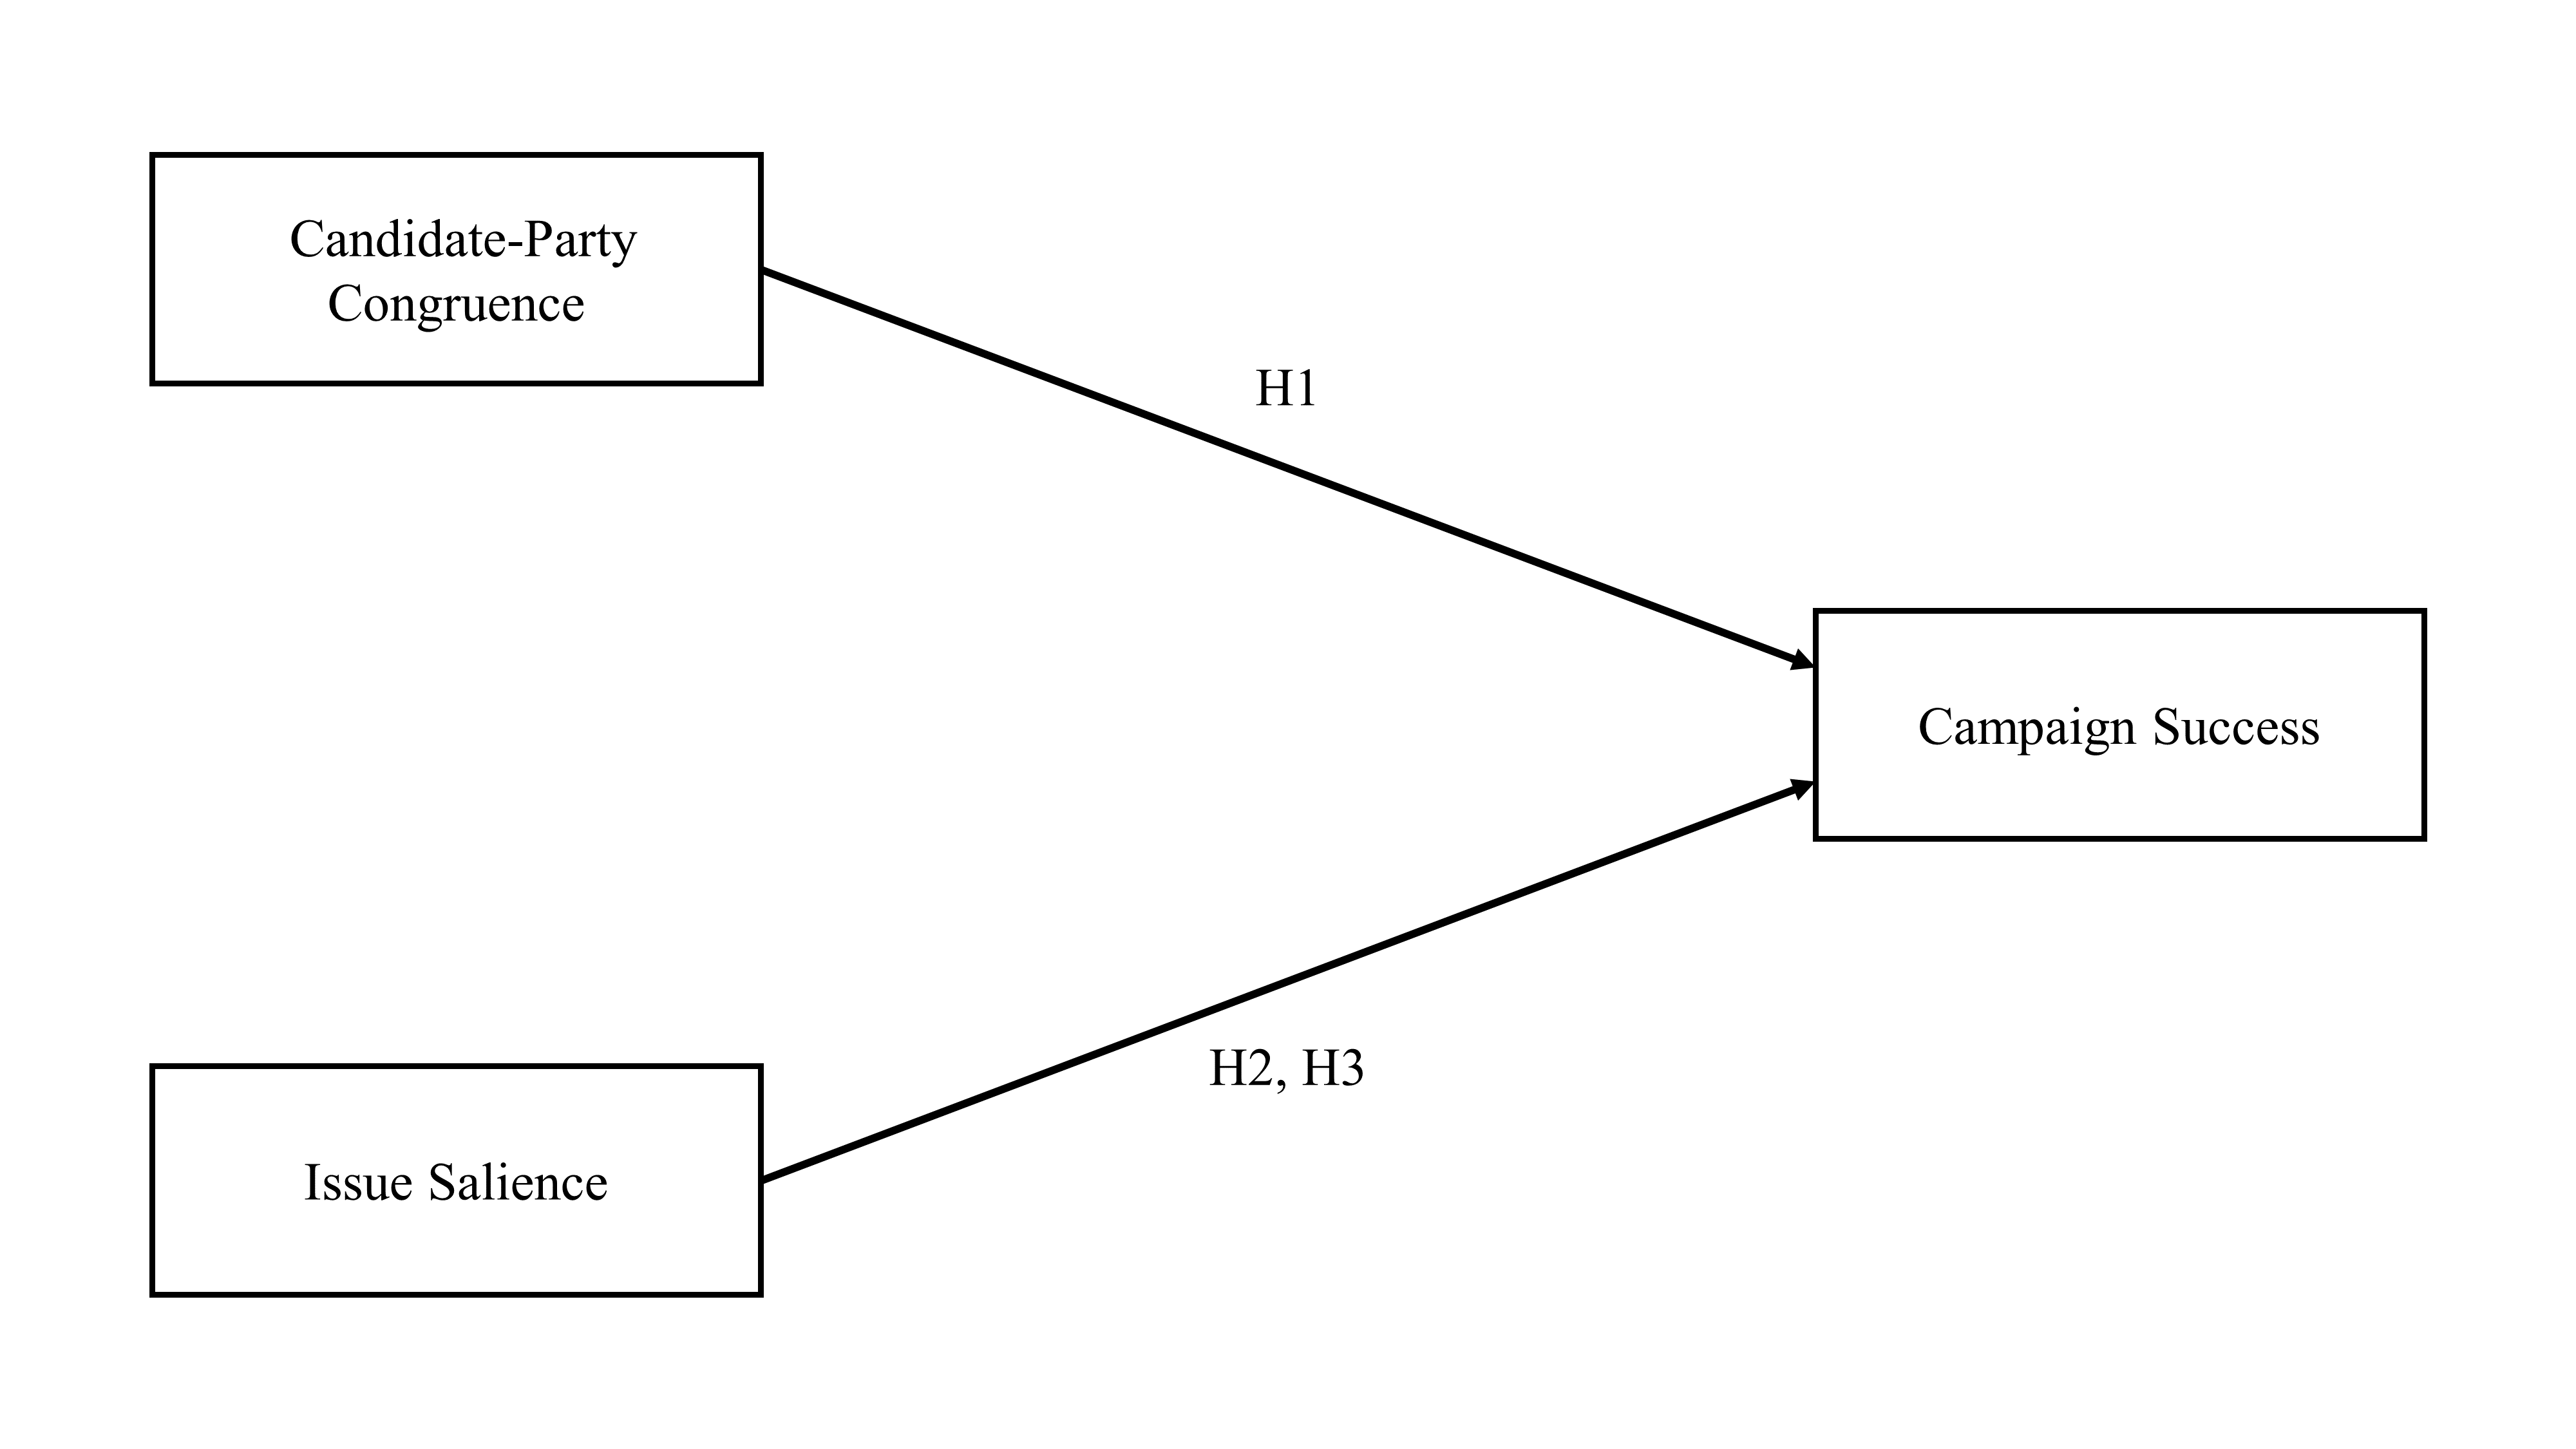 Candidate-Party
Congruence
H1
Campaign Success
H2, H3
Issue Salience